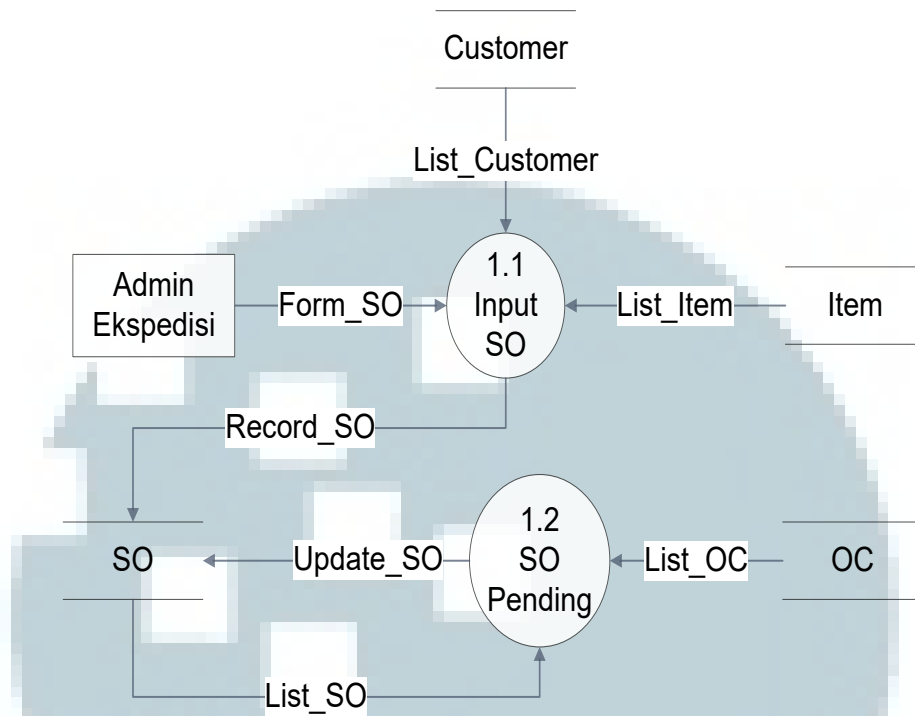 Customer
List_Customer
Admin
Ekspedisi
Form_SO
1.1
Input
SO
List_Item
Item
Record_SO
SO
Update_SO
1.2
SO
Pending
List_OC
OC
List_SO